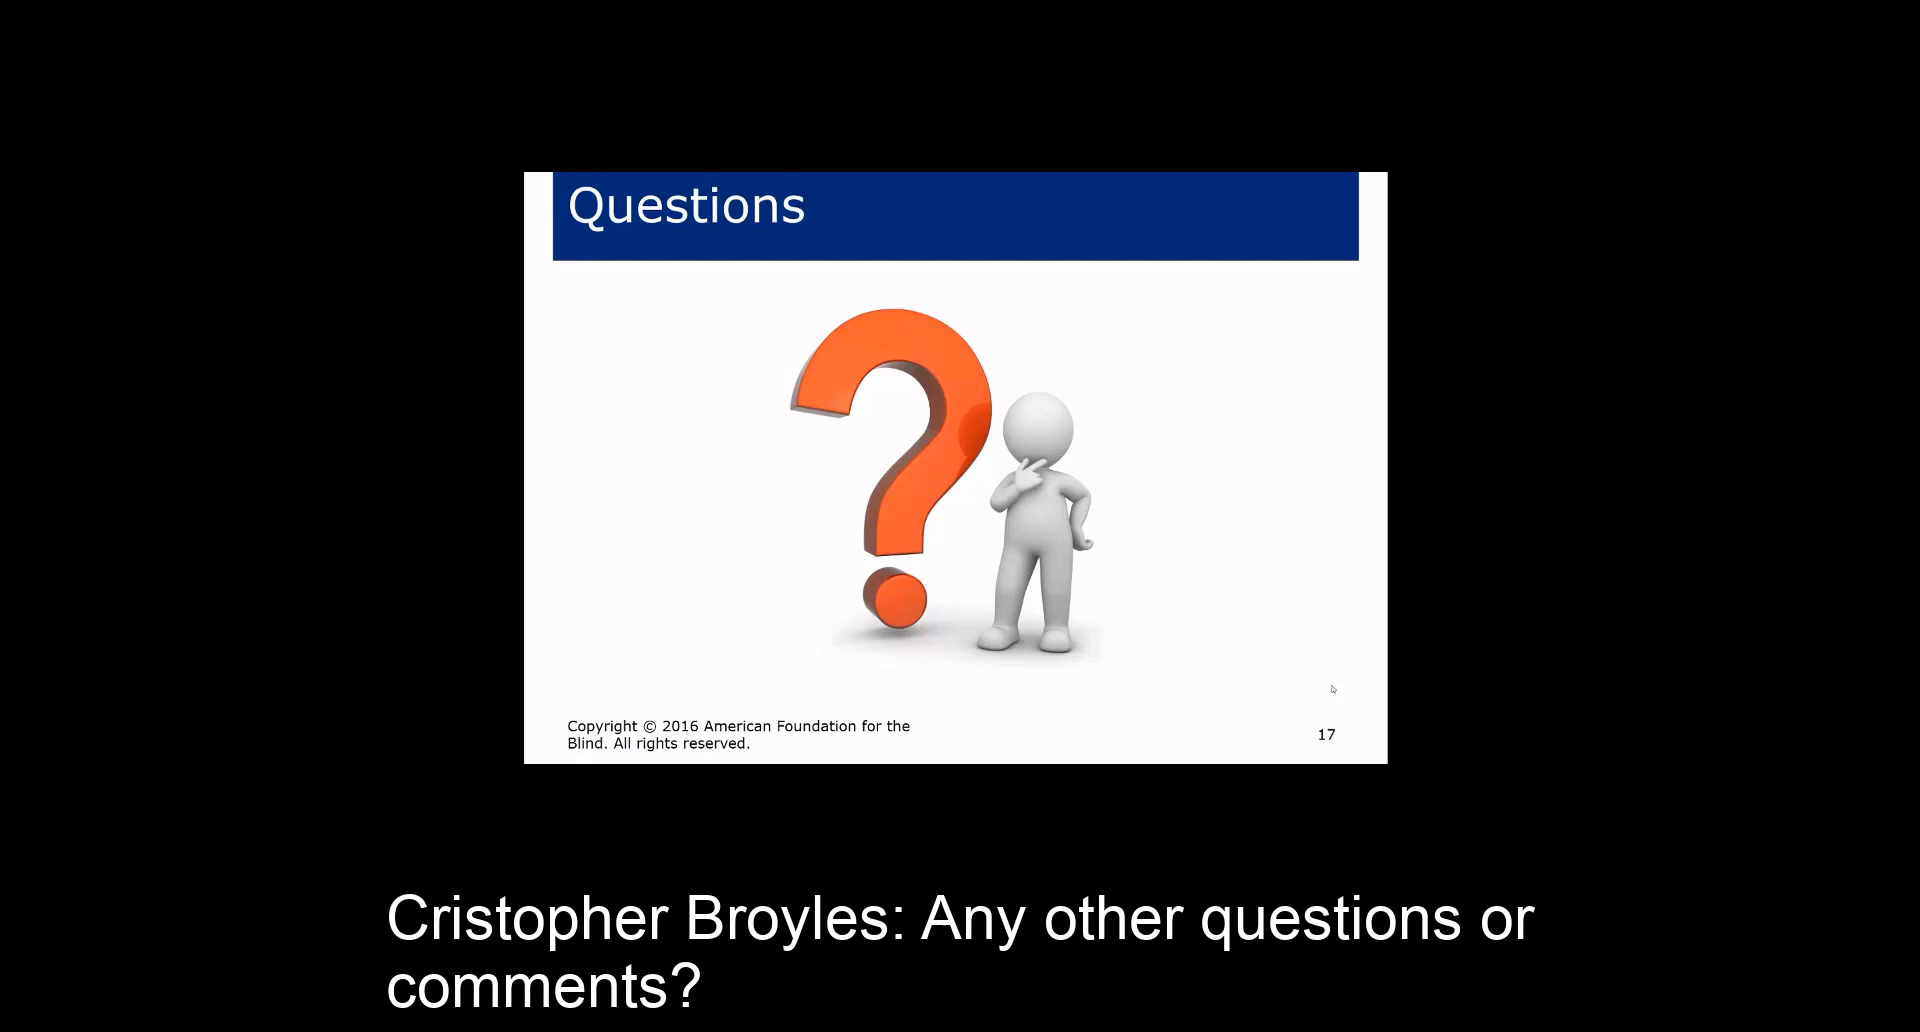 Questions
Copyright © 2016 American Foundation for the
Blind. All rights reserved.
17
Cristopher Broyles: Any other questions or
comments?